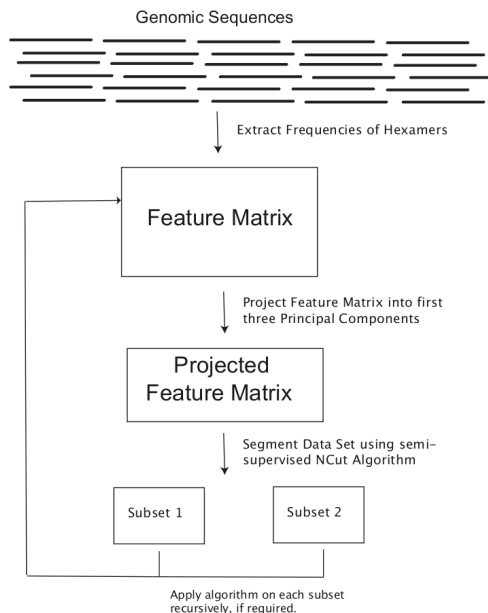 Genomic Sequences
Extract Frequencies of Hexamers
Feature Matrix
Project Feature Matrix into first
three Principal Components
Projected
Feature Matrix
Segment Data Set using semi-
supervised NCut Algorithm
Subset 1
Subset 2
Apply algorithm on each subset
recursively, if required.